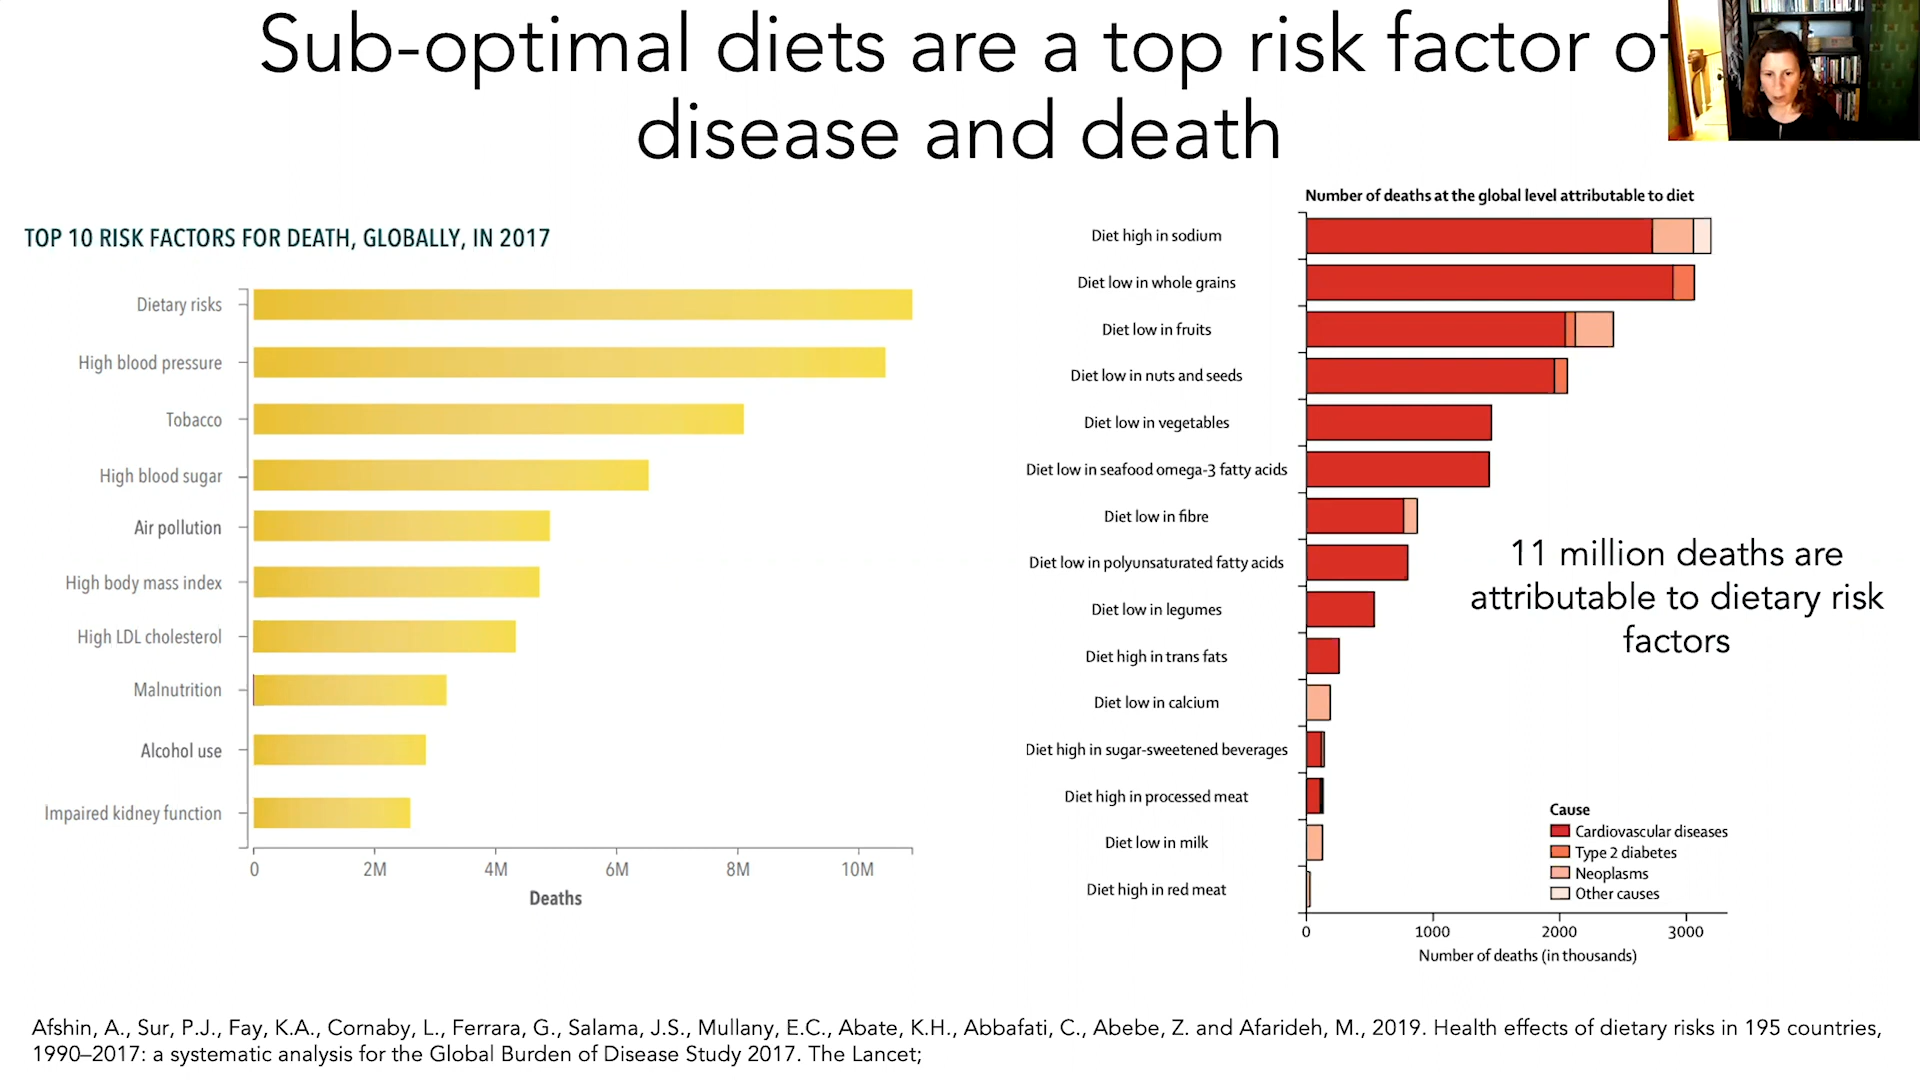 Sub-optimal diets are a top risk factor of
disease and death
TOP 10 RISK FACTORS FOR DEATH, GLOBALLY, IN 2017
Dietary risks
High blood pressure
Tobacco
High blood sugar
Air pollution
High body mass index
High LDL cholesterol
Malnutrition
Alcohol use
Impaired kidney function
0 2M 4M 6M 8M 10M
Deaths
Number of deaths at the global level attributable to diet
Diet high in sodium
Diet low in whole grains
Diet low in fruits
Diet low in nuts and seeds
Diet low in vegetables
Diet low in seafood omega-3 fatty acids
Diet low in fibre
Diet low in polyunsaturated fatty acids
Diet low in legumes
Diet high in trans fats
Diet low in calcium
Diet high in sugar-sweetened beverages
Diet high in processed meat
Diet low in milk
Diet high in red meat
0 1000 2000 3000
Number of deaths (in thousands)
Cause
Cardiovascular diseases
Type 2 diabetes
Neoplasms
Other causes
11 million deaths are
attributable to dietary risk
factors
Afshin, A., Sur, P.J., Fay, K.A., Cornaby, L., Ferrara, G., Salama, J.S., Mullany, E.C., Abate, K.H., Abbafati, C., Abebe, Z. and Afarideh, M., 2019. Health effects of dietary risks in 195 countries,
1990–2017: a systematic analysis for the Global Burden of Disease Study 2017. The Lancet;